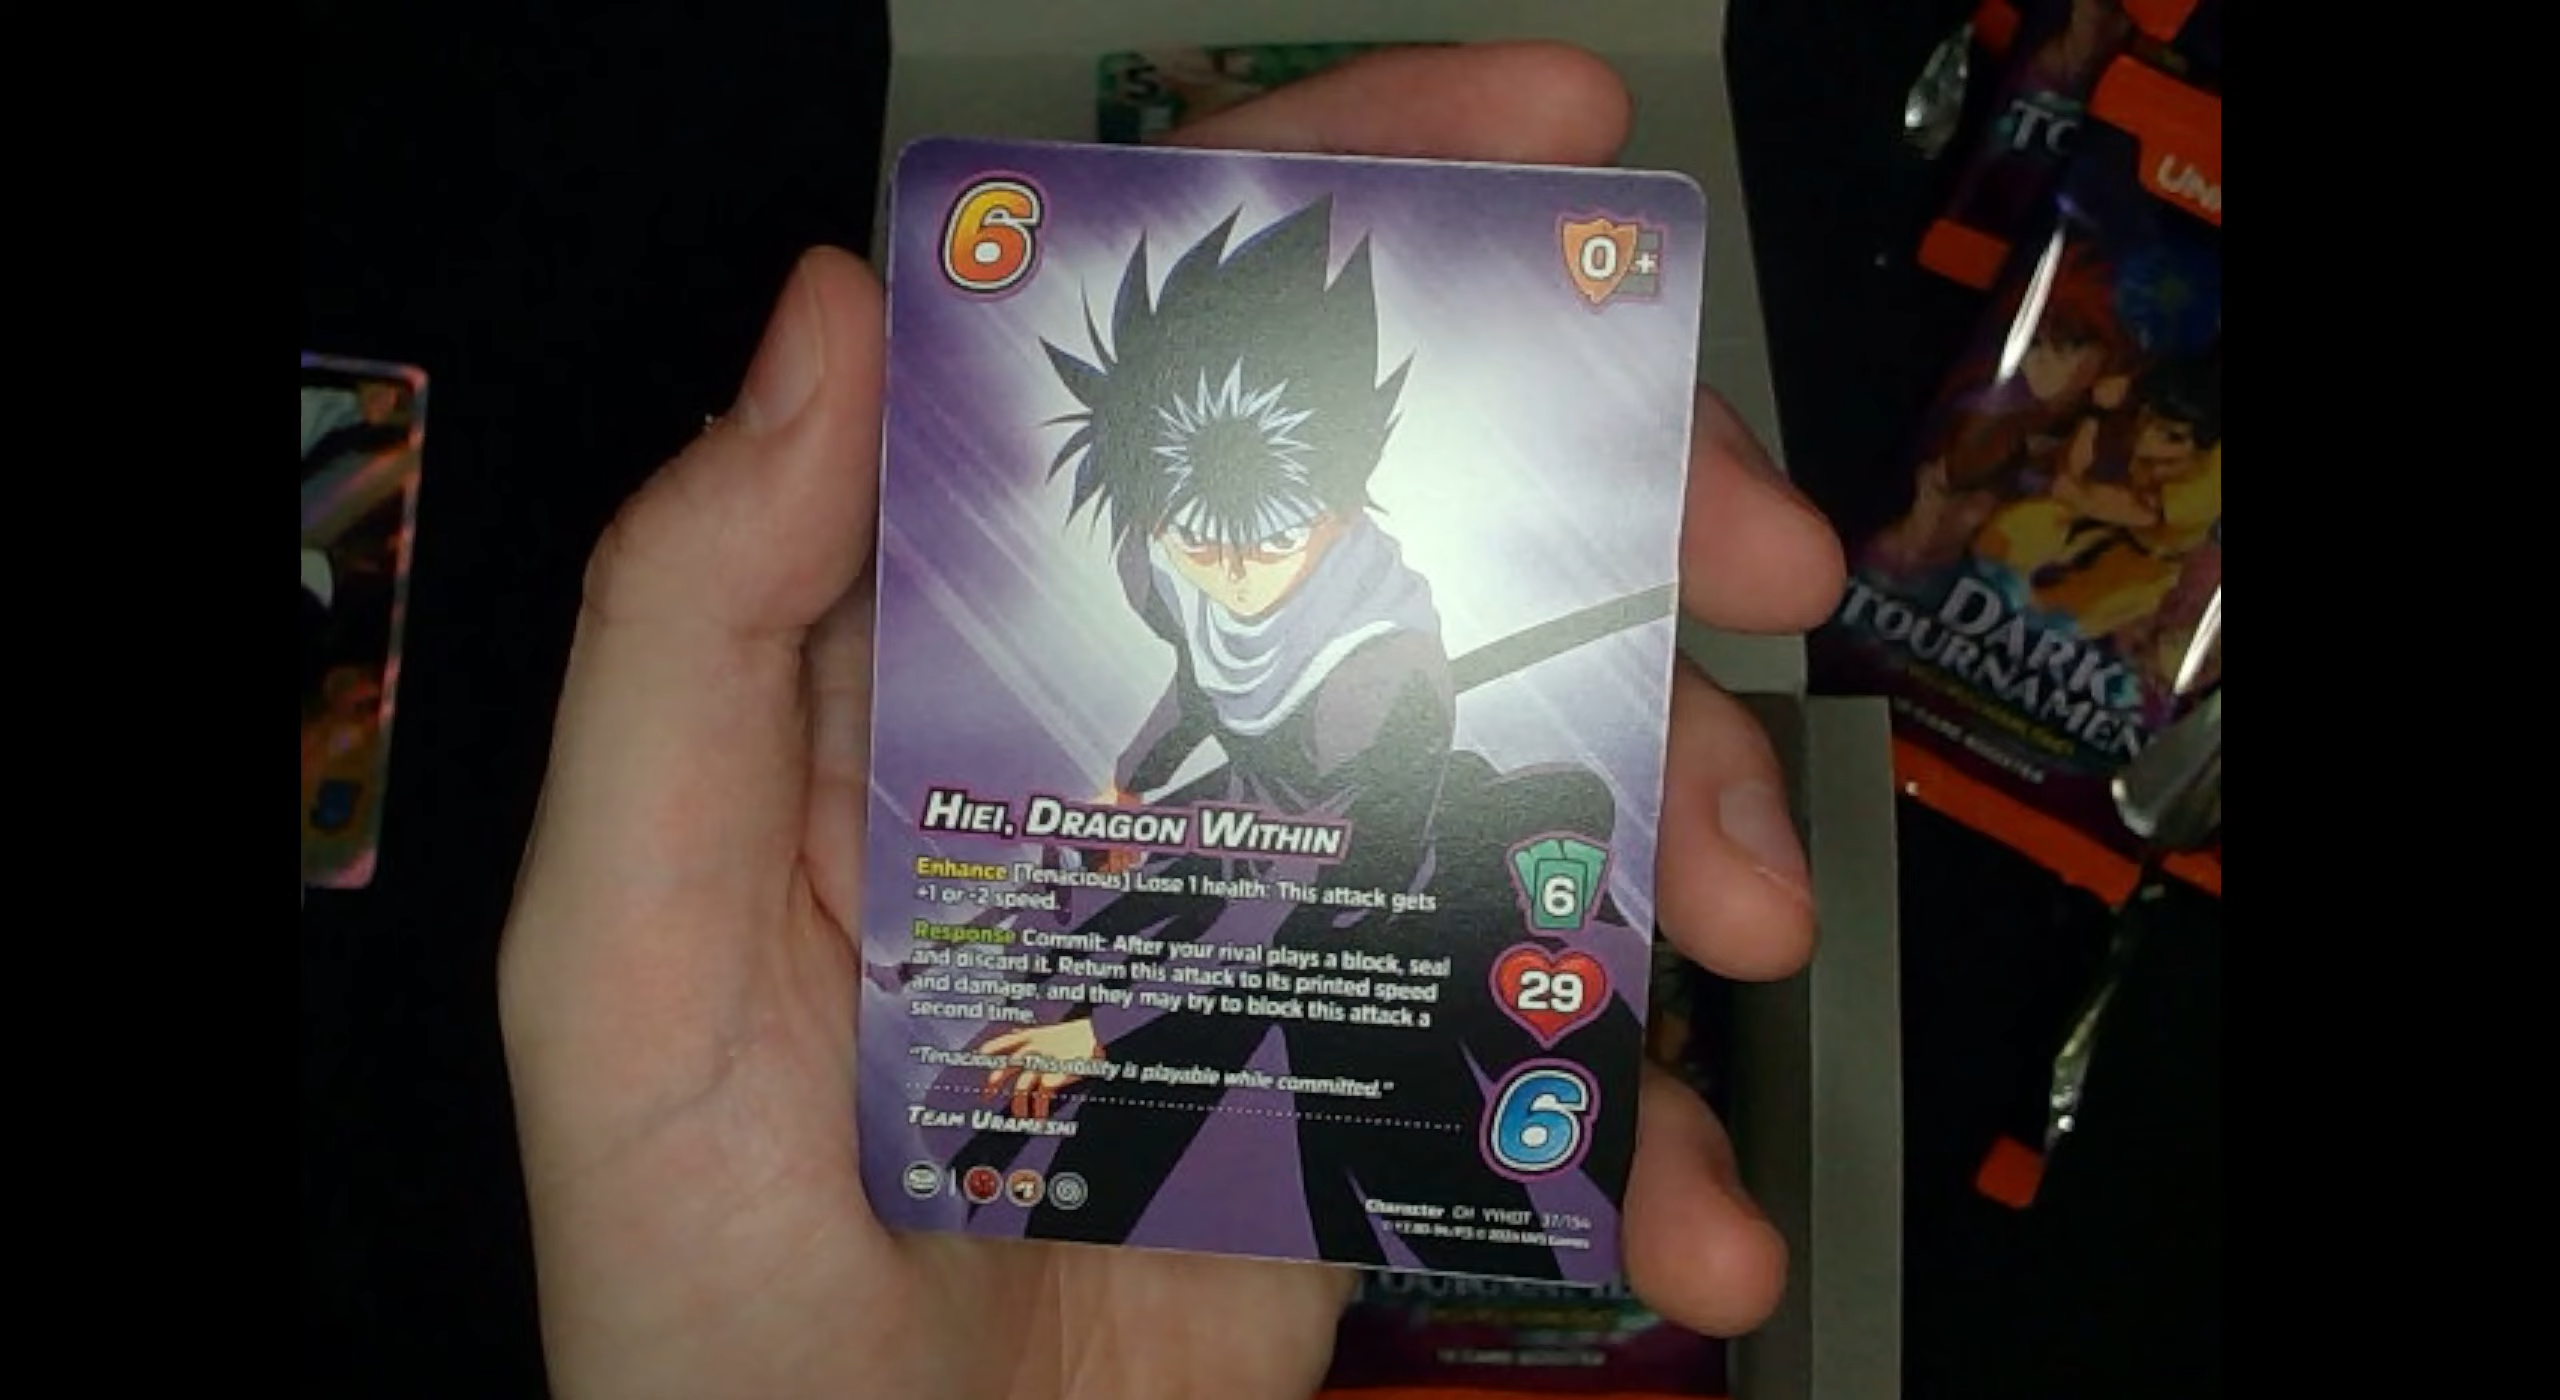 6
0
+
HIEI, DRAGON WITHIN
Enhance [Tenacious] Lose 1 health: This attack gets
+1 or -2 speed.
Response Commit: After your rival plays a block, seal
and discard it. Return this attack to its printed speed
and damage, and they may try to block this attack a
second time.
"Tenacious–This ability is playable while committed."
TEAM URAMESHI
6
29
6
Character CH YYHDT 37/154
S
TO
UNI
DARK
TOURNAMEN